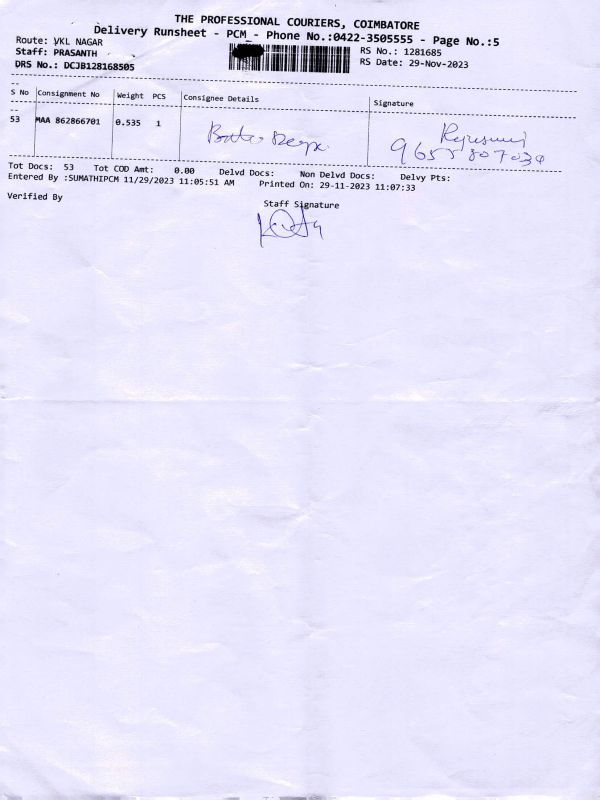 THE PROFESSIONAL COURIERS, COIMBATORE
Delivery Runsheet - PCM - Phone No.:0422-3505555 - Page No.:5
Route: VKL NAGAR
RS No.: 1281685
Staff: PRASANTH
RS Date: 29-Nov-2023
DRS No.: DCJB128168505
S No Consignment No Weight PCS Consignee Details Signature
53 MAA 862866701 0.535 1
Tot Docs: 53 Tot COD Amt: 0.00 Delvd Docs: Non Delvd Docs: Delvy Pts:
Entered By :SUMATHIPCM 11/29/2023 11:05:51 AM Printed On: 29-11-2023 11:07:33
Verified By Staff Signature